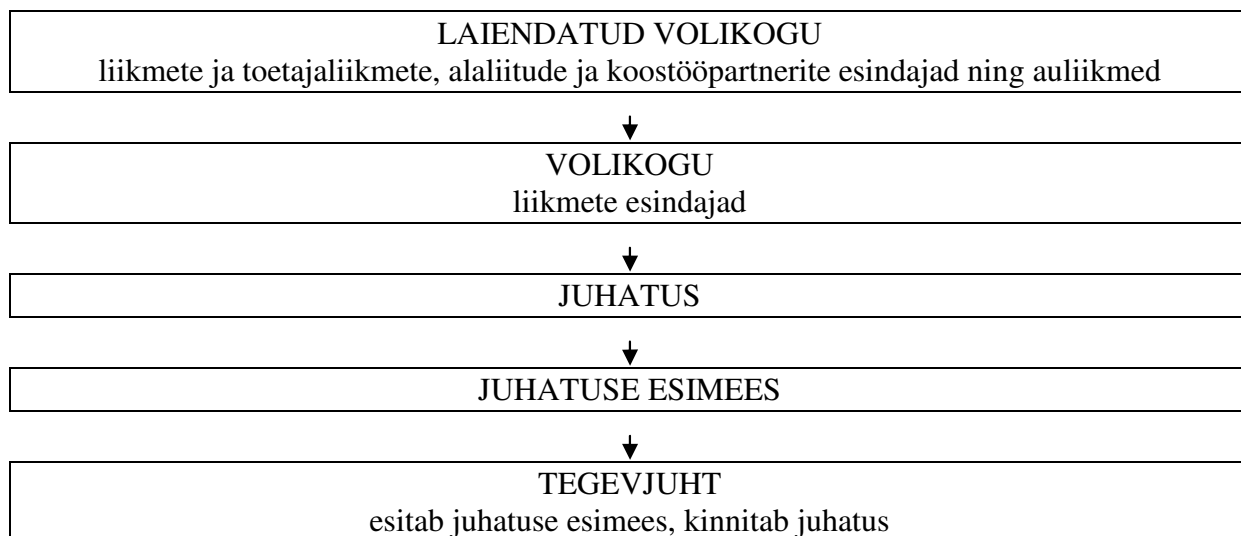 LAIENDATUD VOLIKOGU
liikmete ja toetajaliikmete, alaliitude ja koostööpartnerite esindajad ning auliikmed
VOLIKOGU
liikmete esindajad
JUHATUS
JUHATUSE ESIMEES
TEGEVJUHT
esitab juhatuse esimees, kinnitab juhatus